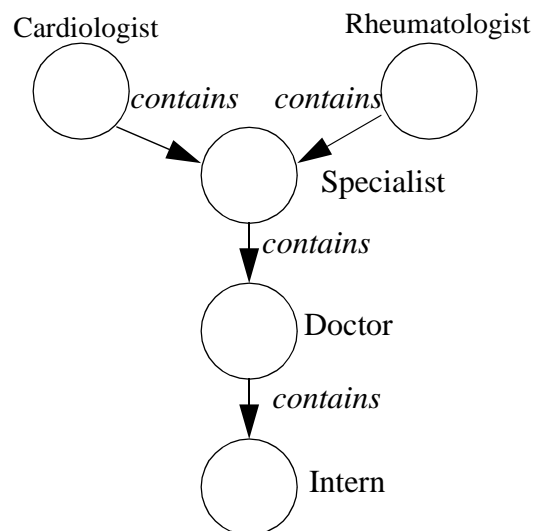 Cardiologist
Rheumatologist
contains
contains
Specialist
contains
Doctor
contains
Intern